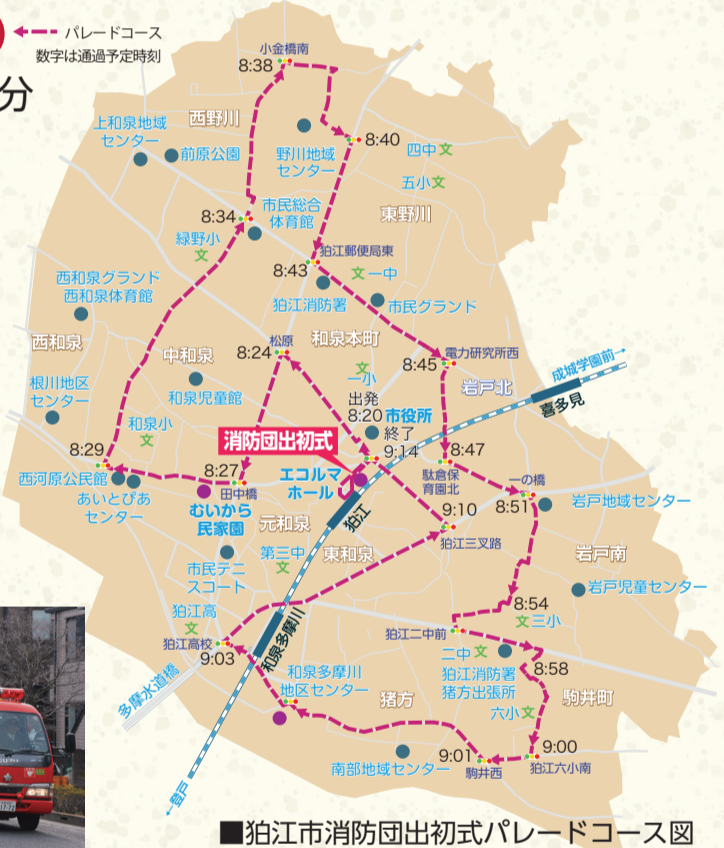 パレードコース
数字は通過予定時刻
分
小金橋南
8:38
西野川
上和泉地域
センター
前原公園
野川地域
センター
8:40
四中
文
五小
文
東野川
8:34
市民総合
体育館
緑野小
文
狛江郵便局東
8:43
文
一中
狛江消防署
市民グランド
西和泉グランド
西和泉体育館
西和泉
松原
8:24
和泉本町
電力研究所西
8:45
中和泉
和泉児童館
文
一小
岩戸北
成城学園前→
喜多見
根川地区
センター
出発
8:20
市役所
終了
9:14
和泉小
文
消防団出初式
8:29
8:27
エコルマ
ホール
8:47
駄倉保
育園北
一の橋
8:51
岩戸地域センター
西河原公民館
あいとぴあ
センター
田中橋
むいから
民家園
狛江
9:10
狛江三叉路
元和泉
東和泉
岩戸南
第三中
文
市民テニ
スコート
岩戸児童センター
狛江高
文
狛江高校
9:03
和泉多摩川
8:54
文
三小
狛江二中前
二中
文
8:58
狛江消防署
猪方出張所
駒井町
多摩水道橋
和泉多摩川
地区センター
猪方
六小
文
南部地域センター
9:01
駒井西
9:00
狛江六小南
←登戸
■狛江市消防団出初式パレードコース図